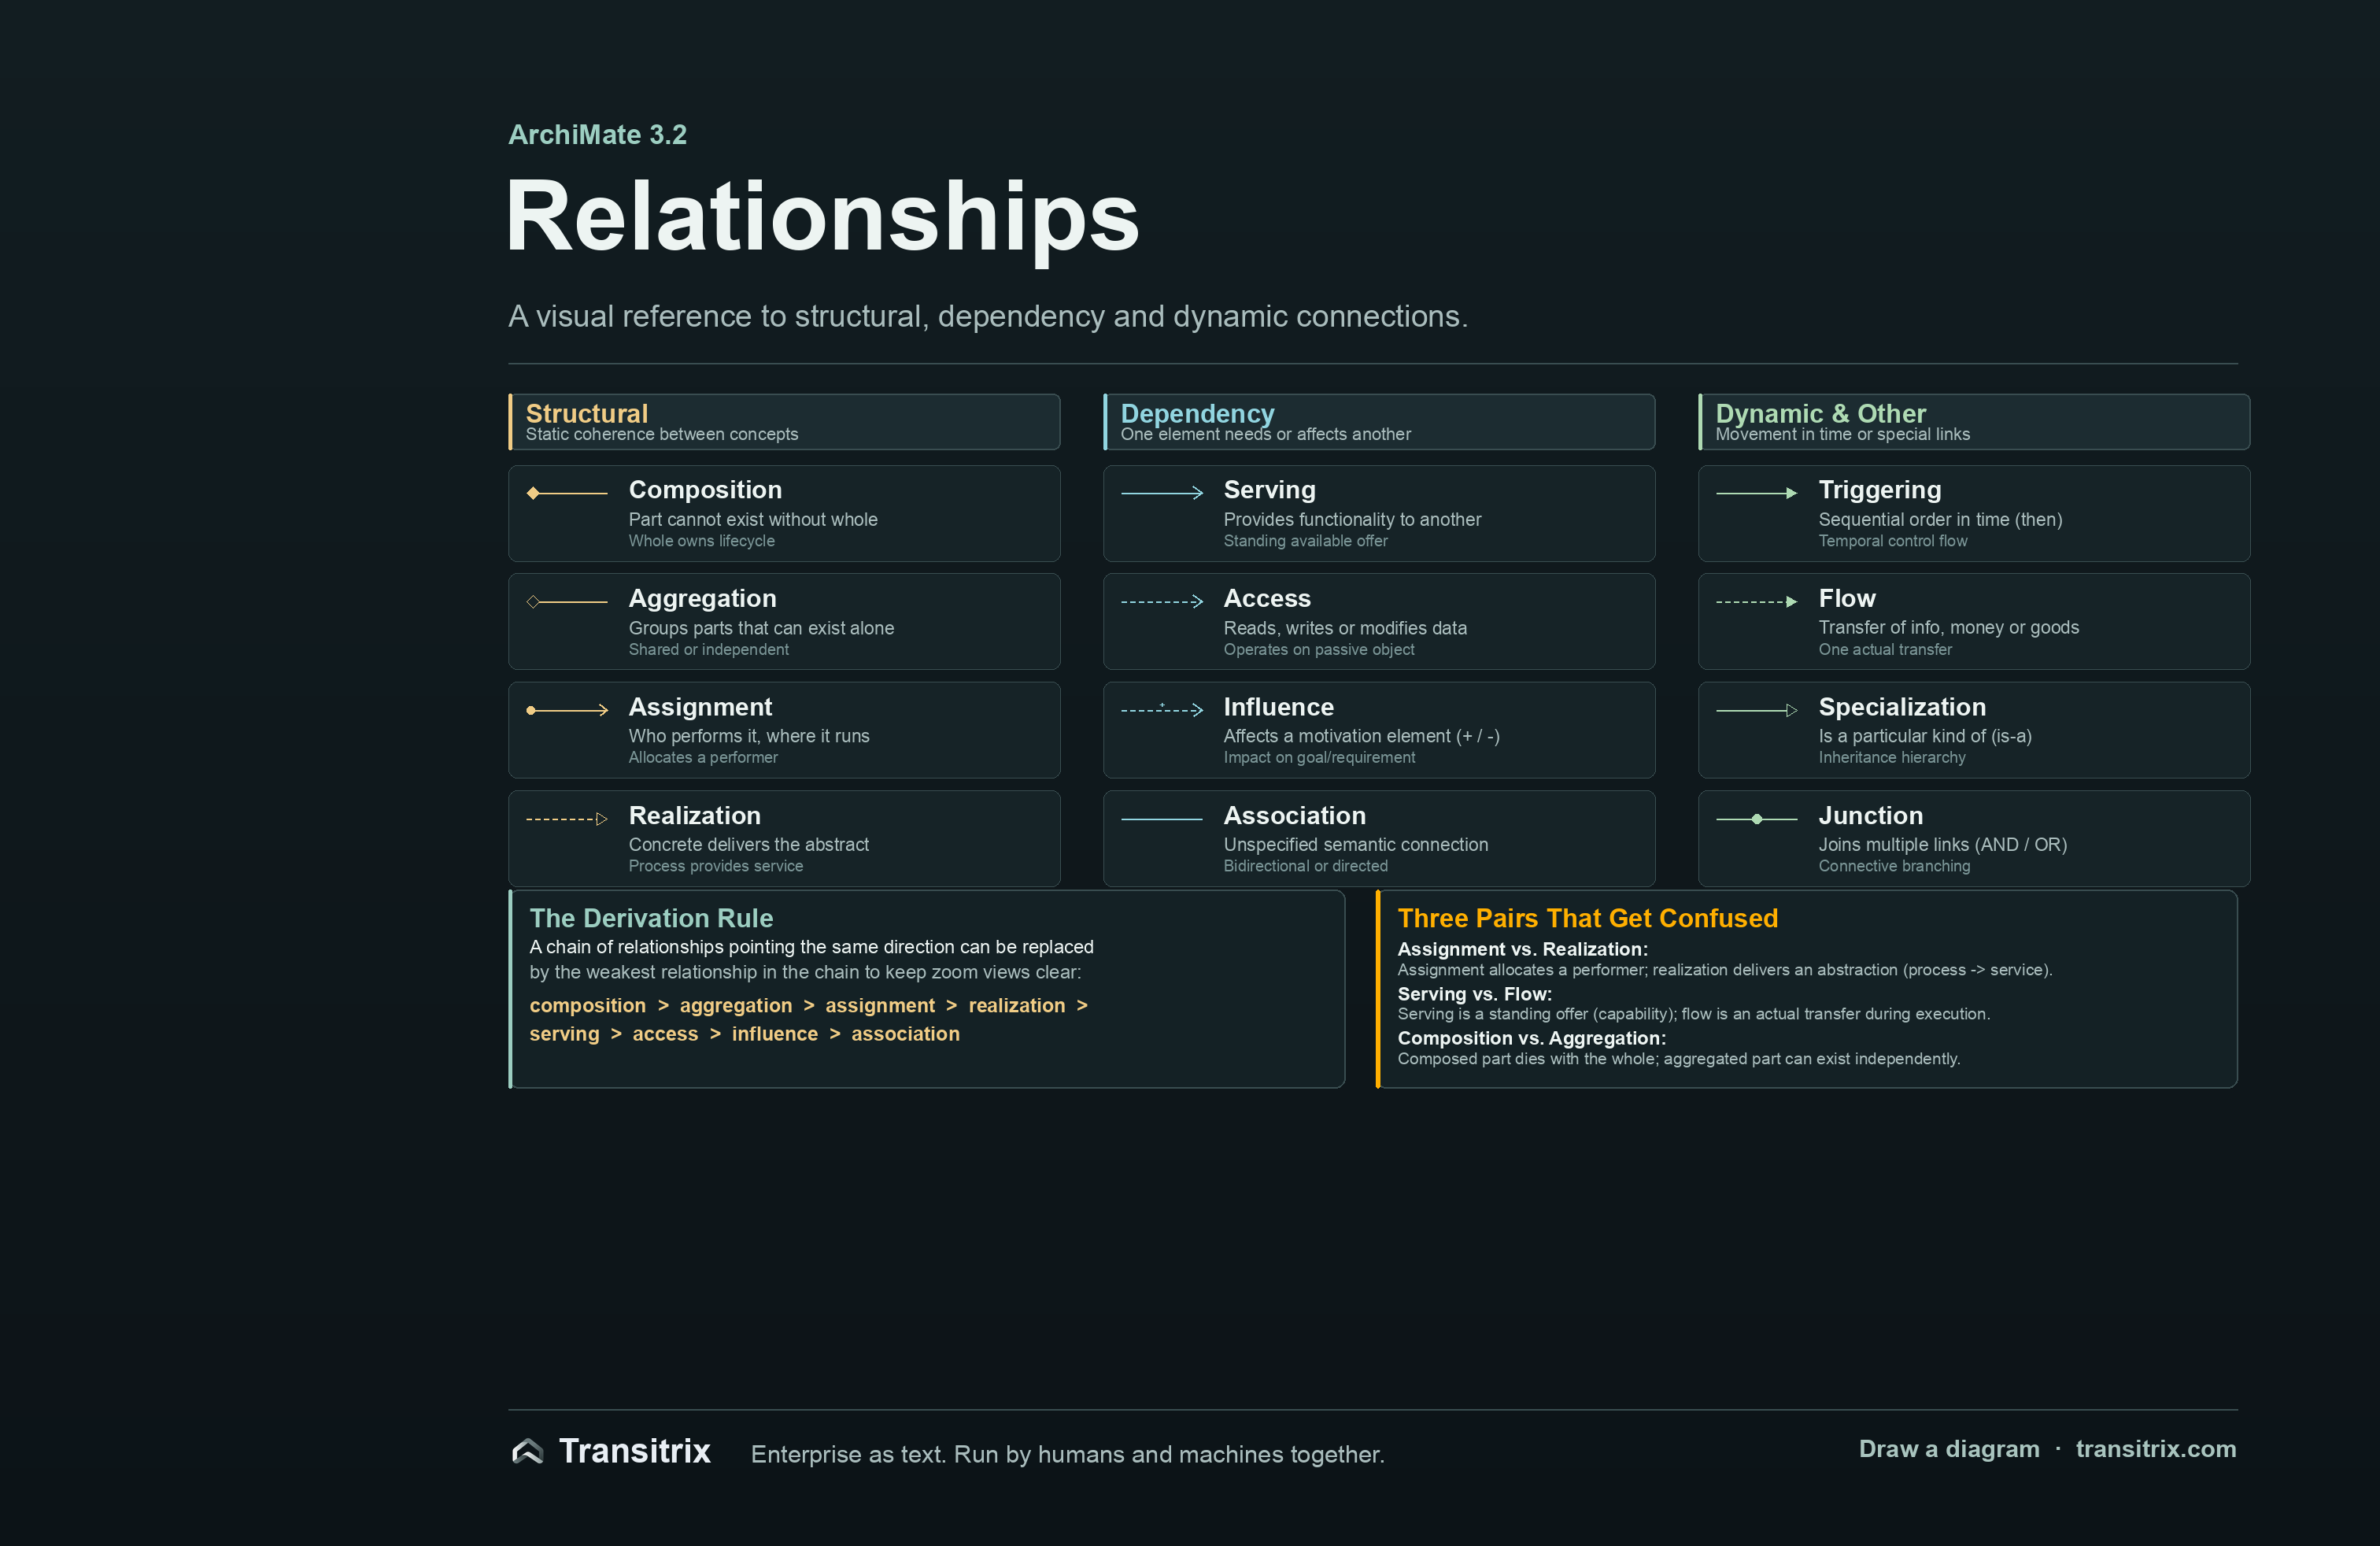 ArchiMate 3.2
Relationships
A visual reference to structural, dependency and dynamic connections.
Structural
Static coherence between concepts
Composition
Part cannot exist without whole
Whole owns lifecycle
Aggregation
Groups parts that can exist alone
Shared or independent
Assignment
Who performs it, where it runs
Allocates a performer
Realization
Concrete delivers the abstract
Process provides service
Dependency
One element needs or affects another
Serving
Provides functionality to another
Standing available offer
Access
Reads, writes or modifies data
Operates on passive object
+
Influence
Affects a motivation element (+ / -)
Impact on goal/requirement
Association
Unspecified semantic connection
Bidirectional or directed
Dynamic & Other
Movement in time or special links
Triggering
Sequential order in time (then)
Temporal control flow
Flow
Transfer of info, money or goods
One actual transfer
Specialization
Is a particular kind of (is-a)
Inheritance hierarchy
Junction
Joins multiple links (AND / OR)
Connective branching
The Derivation Rule
A chain of relationships pointing the same direction can be replaced
by the weakest relationship in the chain to keep zoom views clear:
composition > aggregation > assignment > realization >
serving > access > influence > association
Three Pairs That Get Confused
Assignment vs. Realization:
Assignment allocates a performer; realization delivers an abstraction (process -> service).
Serving vs. Flow:
Serving is a standing offer (capability); flow is an actual transfer during execution.
Composition vs. Aggregation:
Composed part dies with the whole; aggregated part can exist independently.
Transitrix
Enterprise as text. Run by humans and machines together.
Draw a diagram · transitrix.com